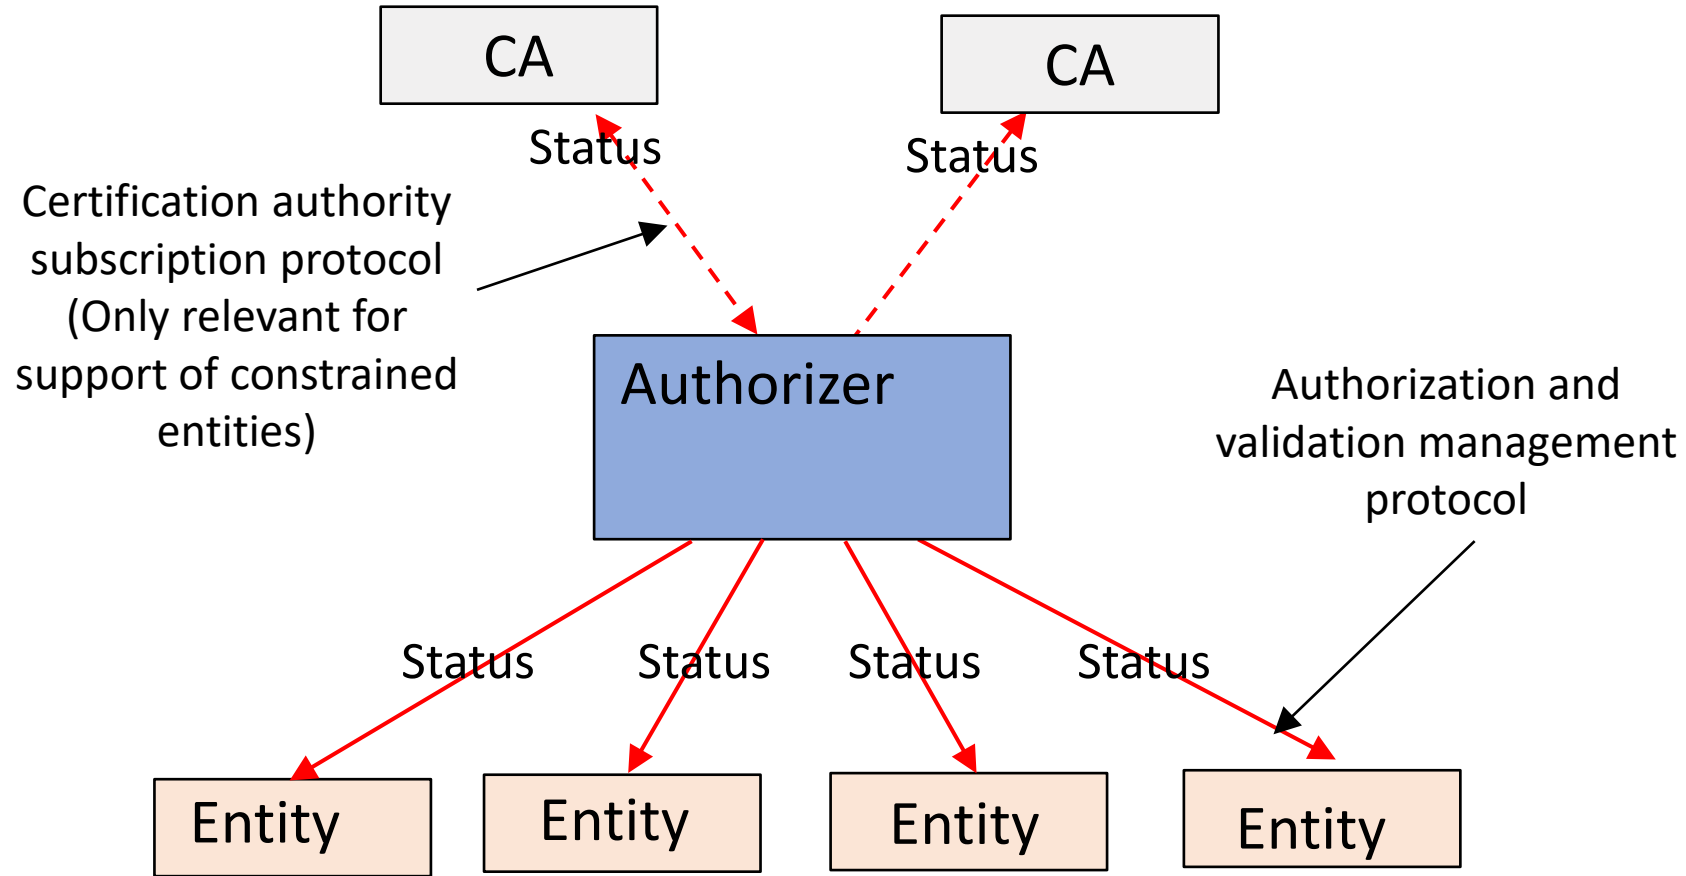 CA
CA
Status
Status
Certification authority
subscription protocol
(Only relevant for
support of constrained
entities)
Authorizer
Authorization and
validation management
protocol
Status
Status
Status
Status
Entity
Entity
Entity
Entity